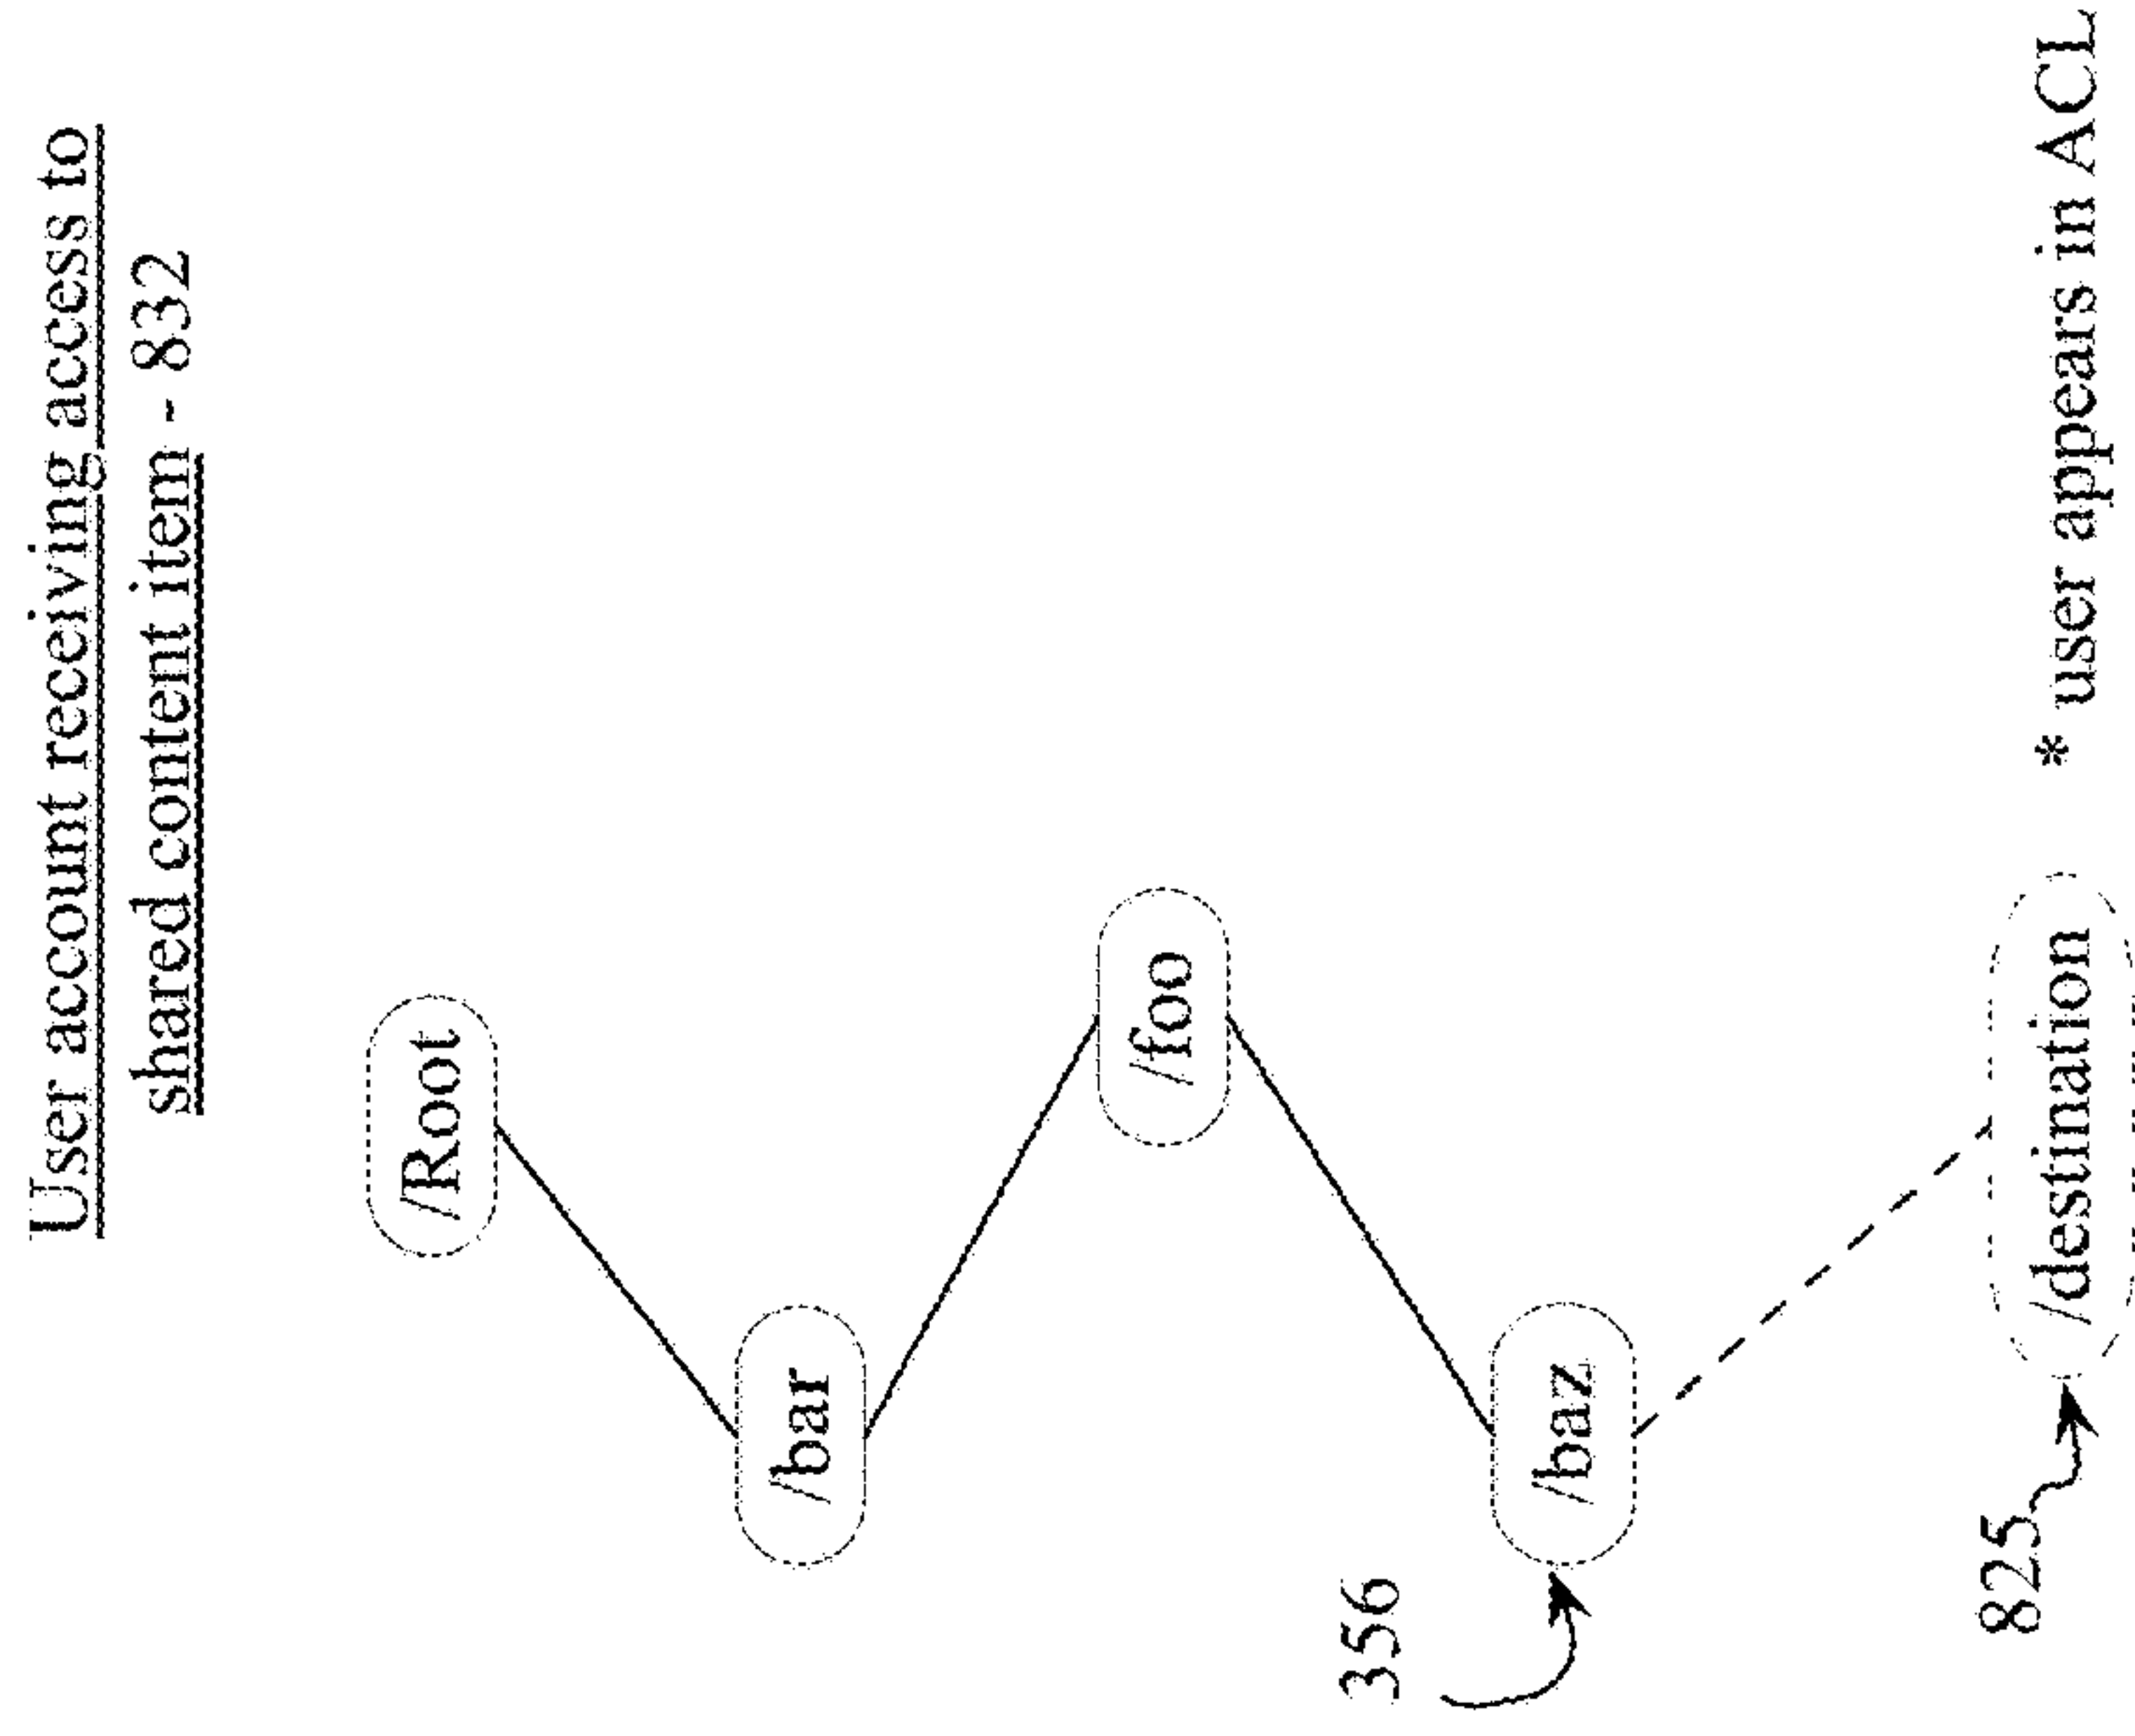 User account receiving access to
shared content item - 832
/Root
/bar
/foo
356
/baz
825
/destination
* user appears in ACL